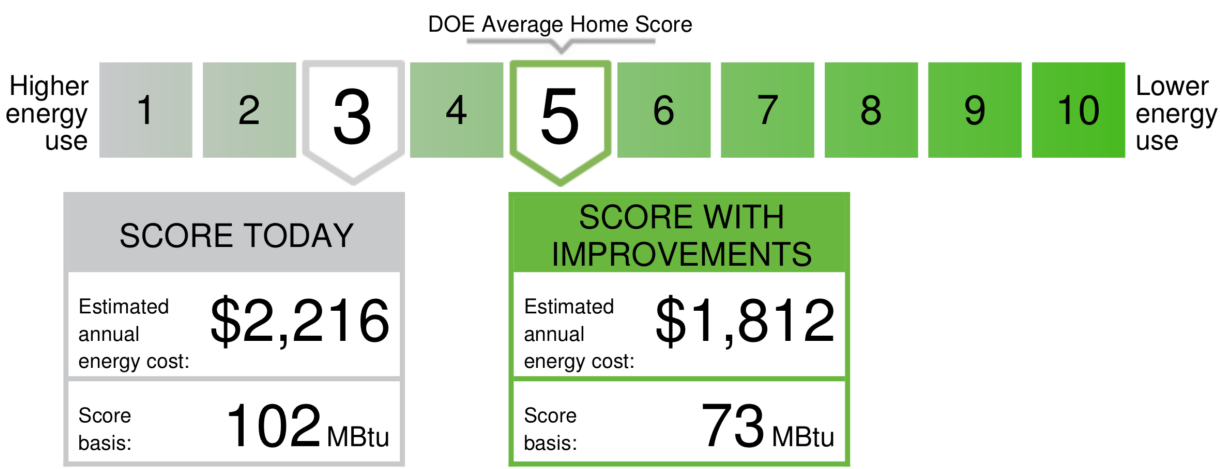 DOE Average Home Score
Higher
energy
use
1 2 3 4 5 6 7 8 9 10
Lower
energy
use
SCORE TODAY
Estimated
annual
energy cost:
$2,216
Score
basis:
102 MBtu
SCORE WITH
IMPROVEMENTS
Estimated
annual
energy cost:
$1,812
Score
basis:
73 MBtu